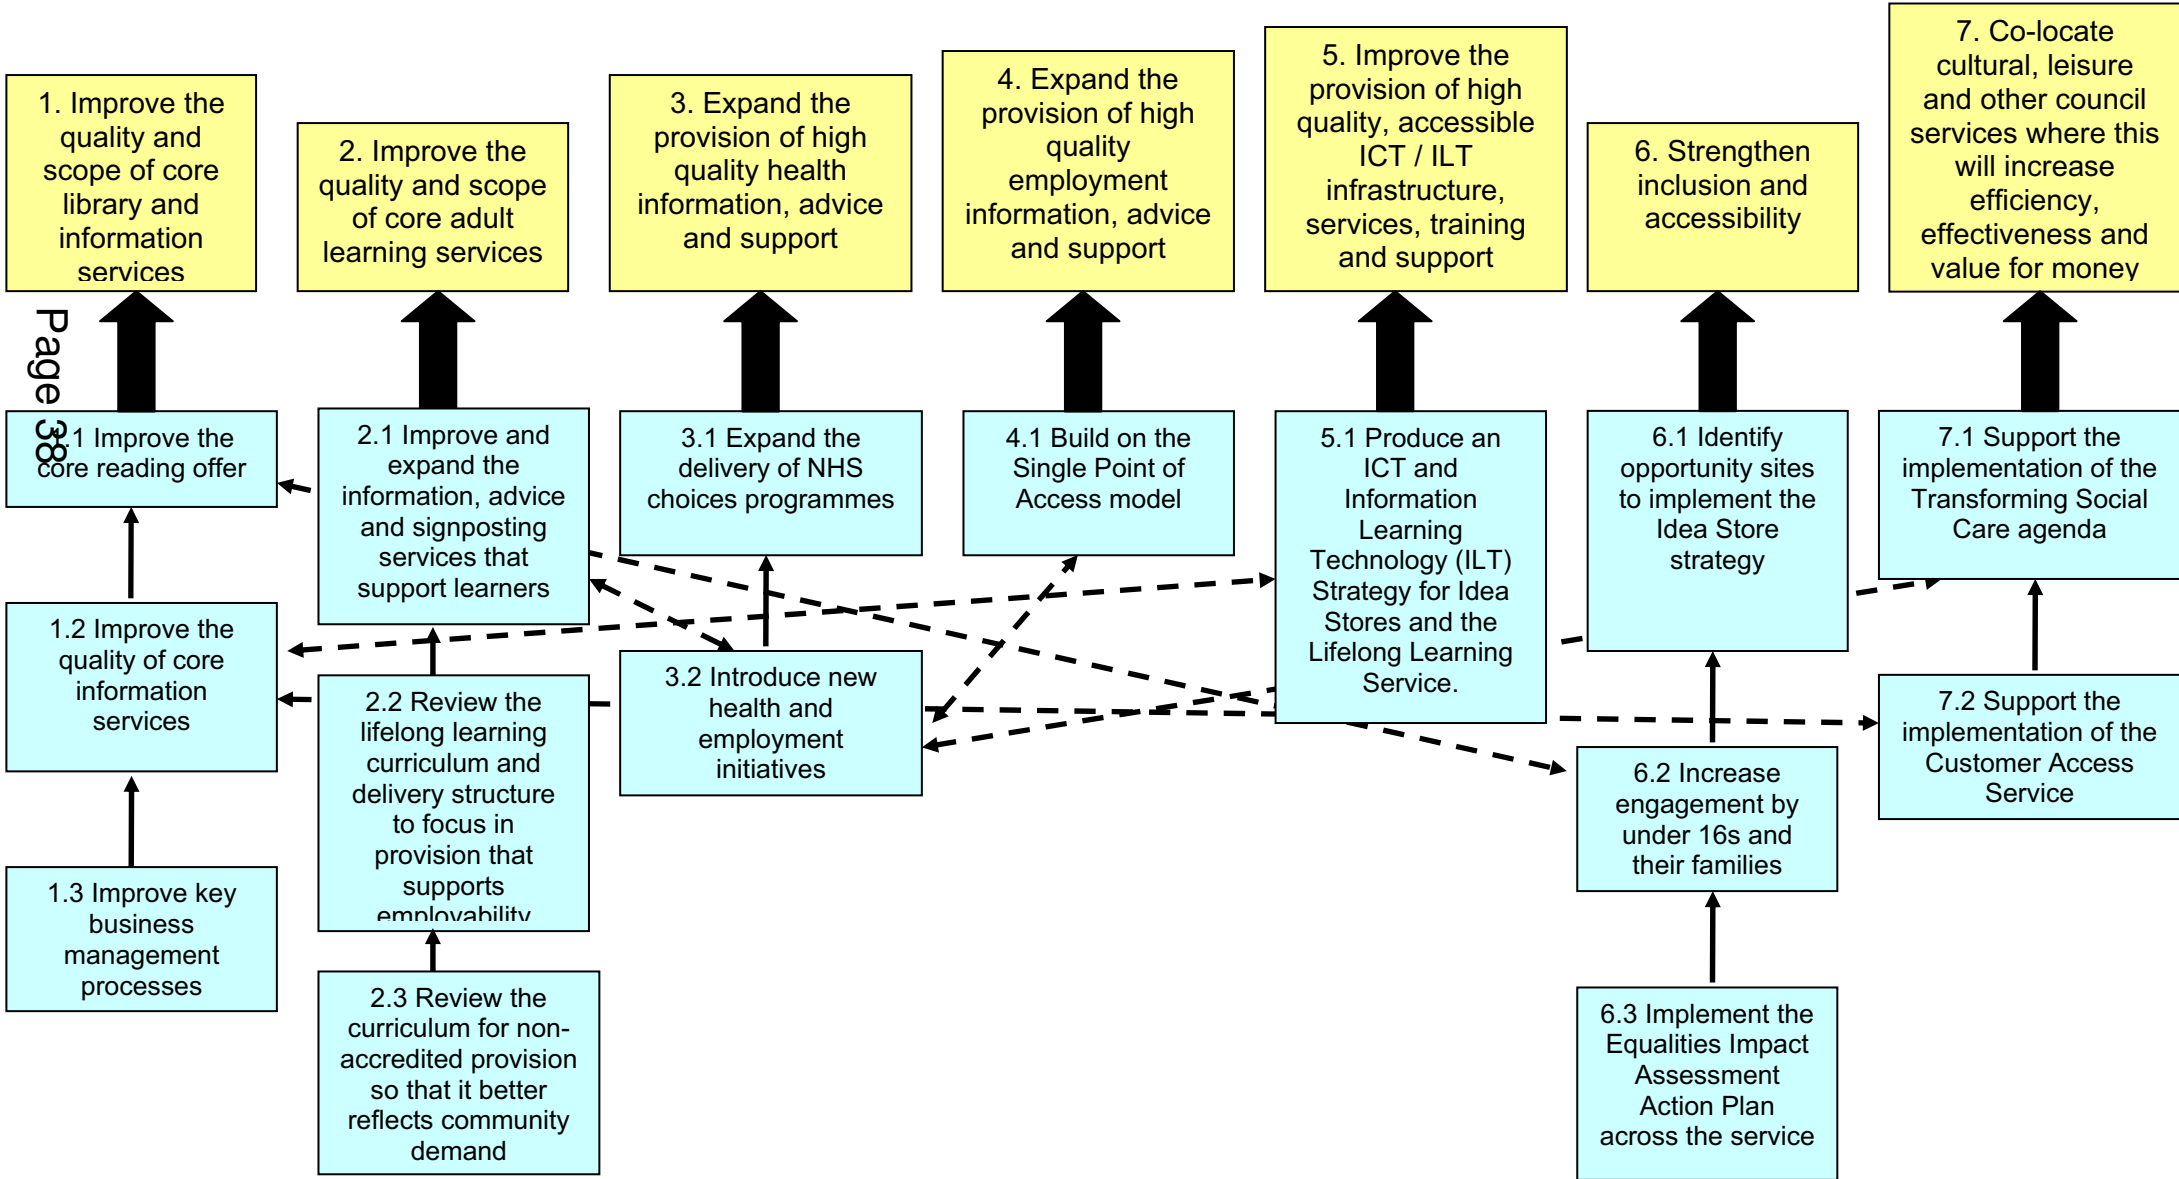 1. Improve the
quality and
scope of core
library and
information
services
2. Improve the
quality and scope
of core adult
learning services
3. Expand the
provision of high
quality health
information, advice
and support
4. Expand the
provision of high
quality
employment
information, advice
and support
5. Improve the
provision of high
quality, accessible
ICT / ILT
infrastructure,
services, training
and support
6. Strengthen
inclusion and
accessibility
7. Co-locate
cultural, leisure
and other council
services where this
will increase
efficiency,
effectiveness and
value for money
Page 38
1.1 Improve the
core reading offer
1.2 Improve the
quality of core
information
services
1.3 Improve key
business
management
processes
2.1 Improve and
expand the
information, advice
and signposting
services that
support learners
2.2 Review the
lifelong learning
curriculum and
delivery structure
to focus in
provision that
supports
employability
2.3 Review the
curriculum for non-
accredited provision
so that it better
reflects community
demand
3.1 Expand the
delivery of NHS
choices programmes
3.2 Introduce new
health and
employment
initiatives
4.1 Build on the
Single Point of
Access model
5.1 Produce an
ICT and
Information
Learning
Technology (ILT)
Strategy for Idea
Stores and the
Lifelong Learning
Service.
6.1 Identify
opportunity sites
to implement the
Idea Store
strategy
6.2 Increase
engagement by
under 16s and
their families
6.3 Implement the
Equalities Impact
Assessment
Action Plan
across the service
7.1 Support the
implementation of the
Transforming Social
Care agenda
7.2 Support the
implementation of the
Customer Access
Service